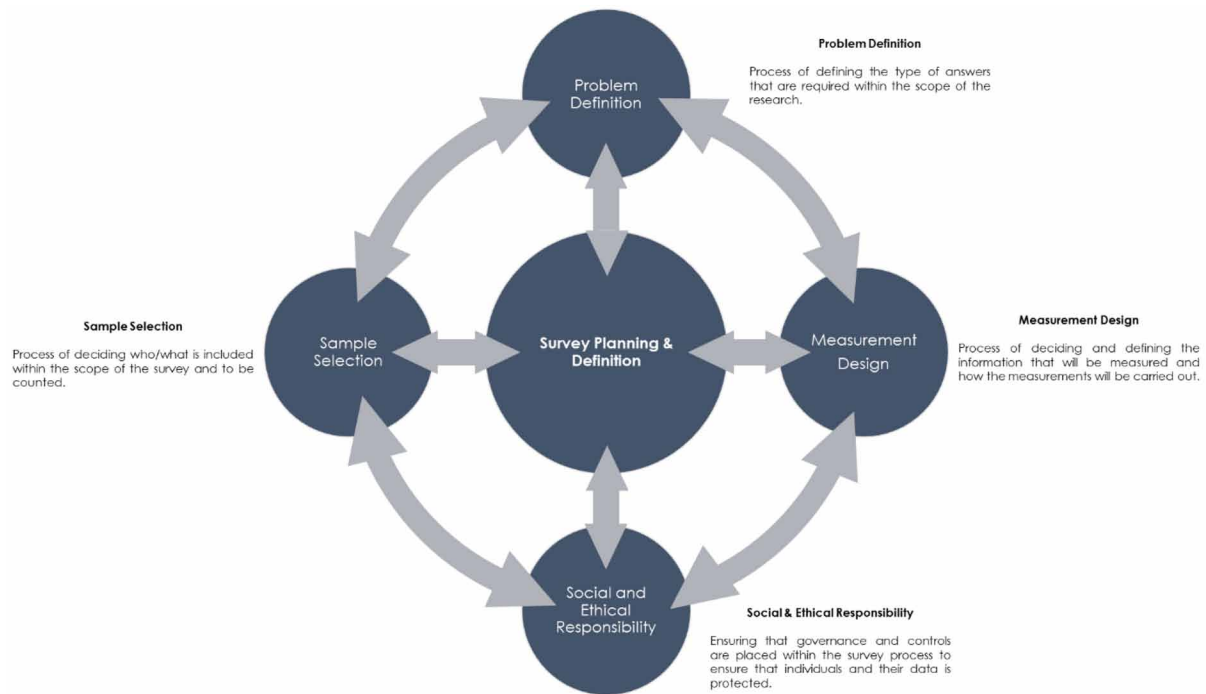 Problem
Definition
Problem Definition
Process of defining the type of answers
that are required within the scope of the
research.
Sample Selection
Process of deciding who/what is included
within the scope of the survey and to be
counted.
Sample
Selection
Survey Planning &
Definition
Measurement
Design
Measurement Design
Process of deciding and defining the
information that will be measured and
how the measurements will be carried out.
Social and
Ethical
Responsibility
Social & Ethical Responsibility
Ensuring that governance and controls
are placed within the survey process to
ensure that individuals and their data is
protected.